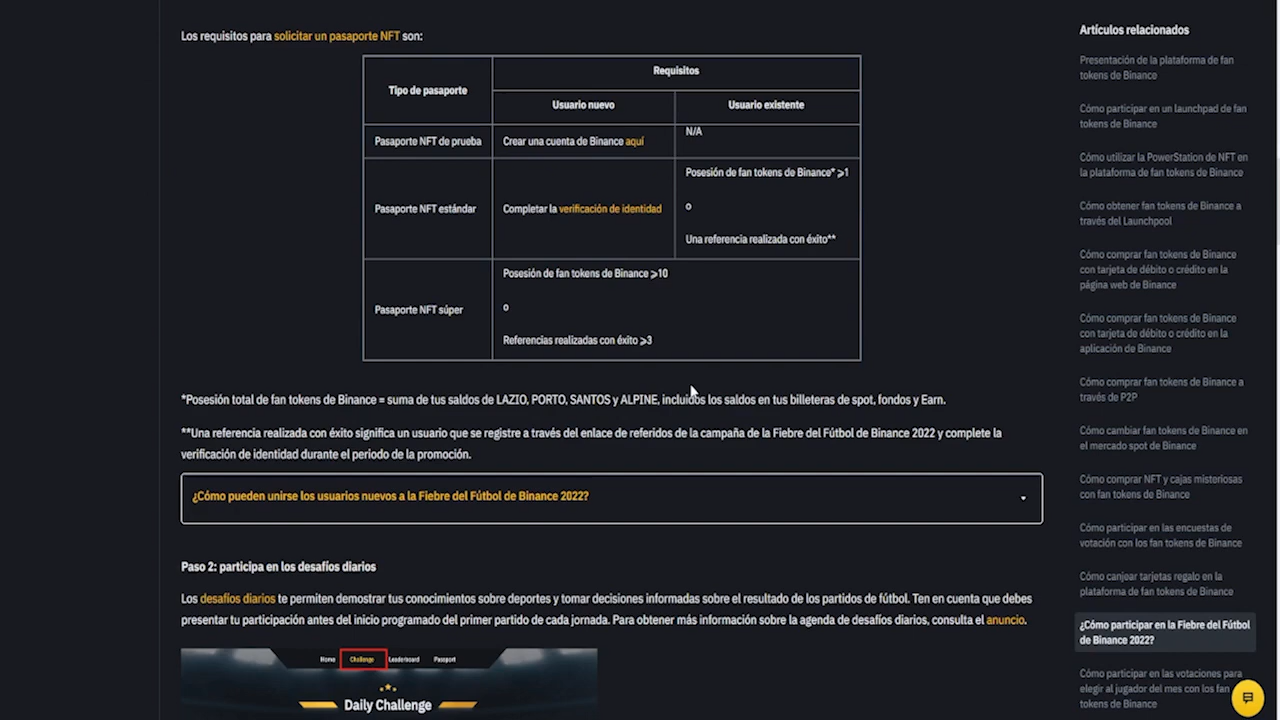 Los requisitos para solicitar un pasaporte NFT son:
Tipo de pasaporte
Requisitos
Usuario nuevo
Usuario existente
Pasaporte NFT de prueba
Crear una cuenta de Binance aquí
N/A
Pasaporte NFT estándar
Completar la verificación de identidad
Posesión de fan tokens de Binance* ⩾1
o
Una referencia realizada con éxito**
Pasaporte NFT súper
Posesión de fan tokens de Binance ⩾10
o
Referencias realizadas con éxito ⩾3
*Posesión total de fan tokens de Binance = suma de tus saldos de LAZIO, PORTO, SANTOS y ALPINE, incluidos los saldos en tus billeteras de spot, fondos y Earn.
**Una referencia realizada con éxito significa un usuario que se registre a través del enlace de referidos de la campaña de la Fiebre del Fútbol de Binance 2022 y complete la
verificación de identidad durante el periodo de la promoción.
¿Cómo pueden unirse los usuarios nuevos a la Fiebre del Fútbol de Binance 2022?
Paso 2: participa en los desafíos diarios
Los desafíos diarios te permiten demostrar tus conocimientos sobre deportes y tomar decisiones informadas sobre el resultado de los partidos de fútbol. Ten en cuenta que debes
presentar tu participación antes del inicio programado del primer partido de cada jornada. Para obtener más información sobre la agenda de desafíos diarios, consulta el anuncio.
Home Challenge Leaderboard Passport
Daily Challenge
Artículos relacionados
Presentación de la plataforma de fan
tokens de Binance
Cómo participar en un launchpad de fan
tokens de Binance
Cómo utilizar la PowerStation de NFT en
la plataforma de fan tokens de Binance
Cómo obtener fan tokens de Binance a
través del Launchpool
Cómo comprar fan tokens de Binance
con tarjeta de débito o crédito en la
página web de Binance
Cómo comprar fan tokens de Binance
con tarjeta de débito o crédito en la
aplicación de Binance
Cómo comprar fan tokens de Binance a
través de P2P
Cómo cambiar fan tokens de Binance en
el mercado spot de Binance
Cómo comprar NFT y cajas misteriosas
con fan tokens de Binance
Cómo participar en las encuestas de
votación con los fan tokens de Binance
Cómo canjear tarjetas regalo en la
plataforma de fan tokens de Binance
¿Cómo participar en la Fiebre del Fútbol
de Binance 2022?
Cómo participar en las votaciones para
elegir al jugador del mes con los fan
tokens de Binance